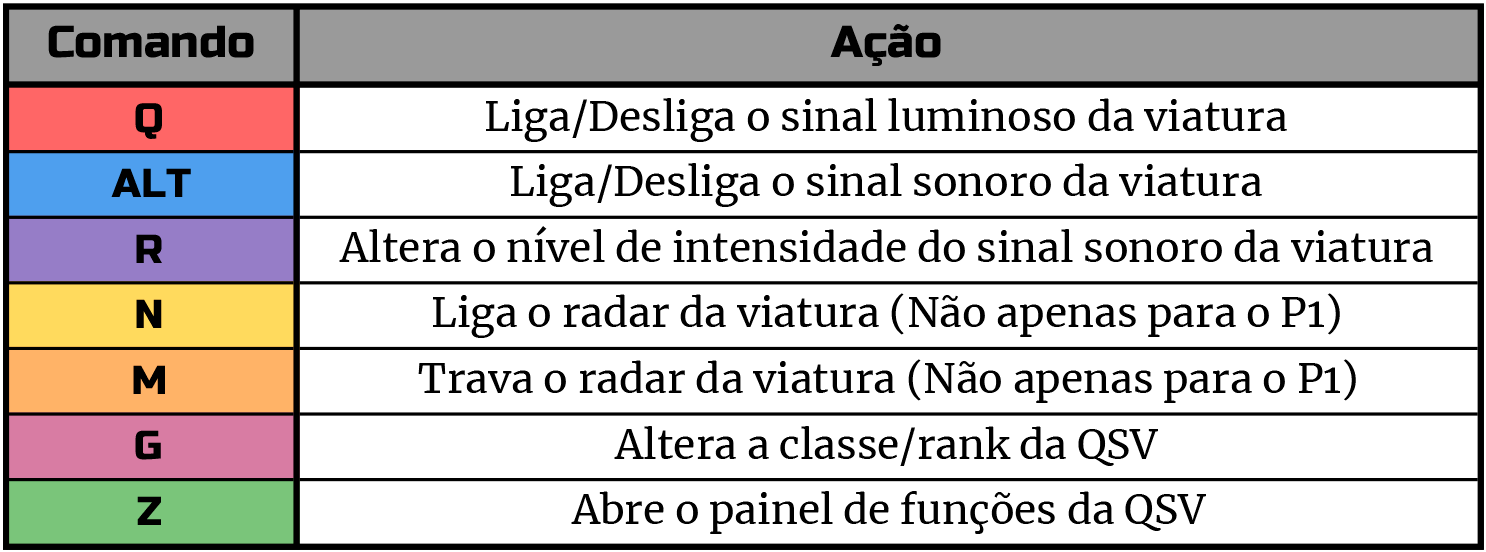 Comando Ação
Q Liga/Desliga o sinal luminoso da viatura
ALT Liga/Desliga o sinal sonoro da viatura
R Altera o nível de intensidade do sinal sonoro da viatura
N Liga o radar da viatura (Não apenas para o P1)
M Trava o radar da viatura (Não apenas para o P1)
G Altera a classe/rank da QSV
Z Abre o painel de funções da QSV